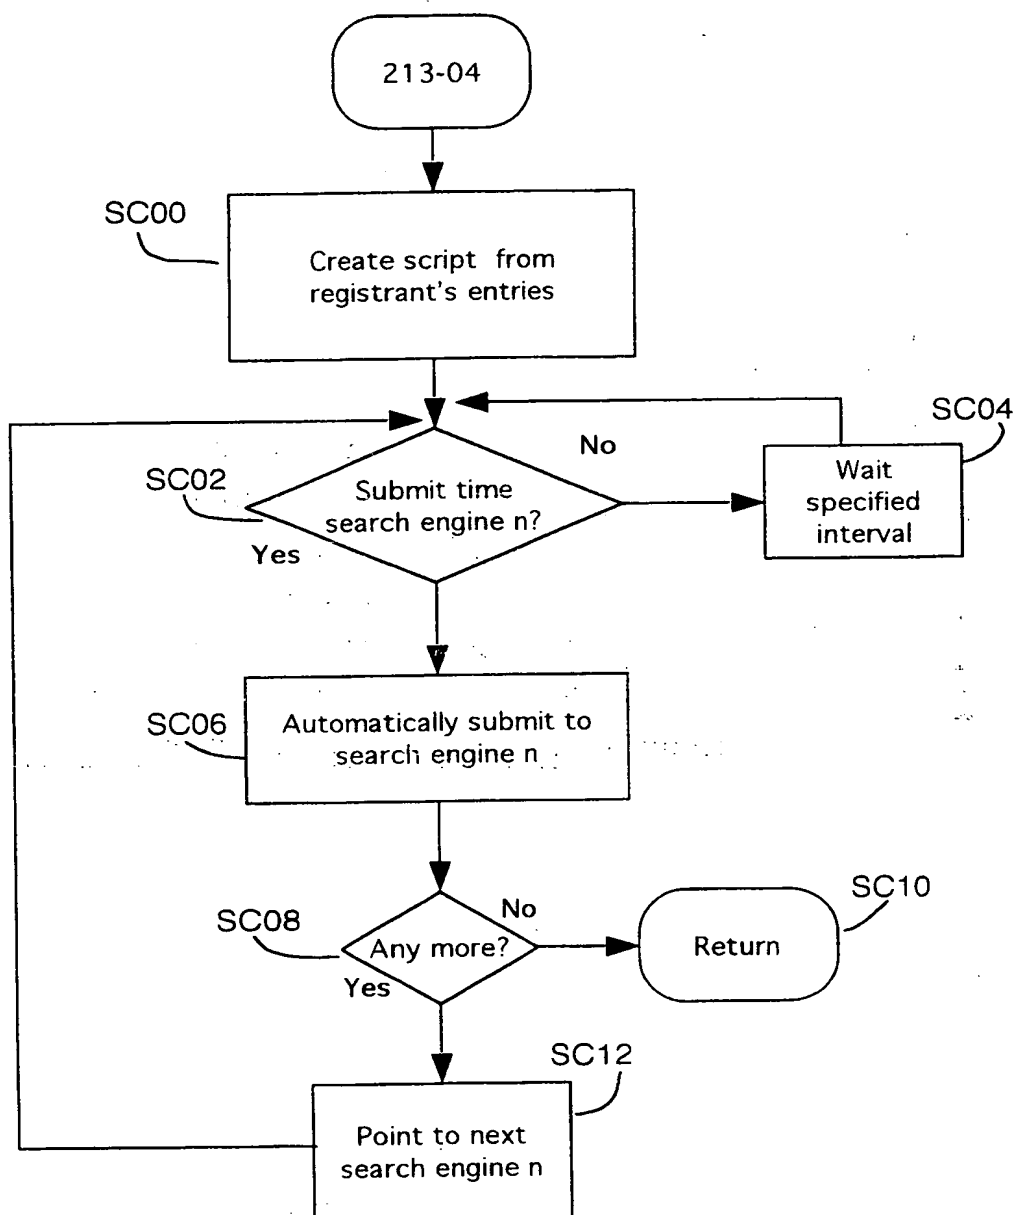 213-04
SC00
Create script from
registrant's entries
SC04
No
SC02
Submit time
search engine n?
Wait
specified
interval
Yes
SC06
Automatically submit to
search engine n
SC10
No
SC08
Any more?
Return
Yes
SC12
Point to next
search engine n